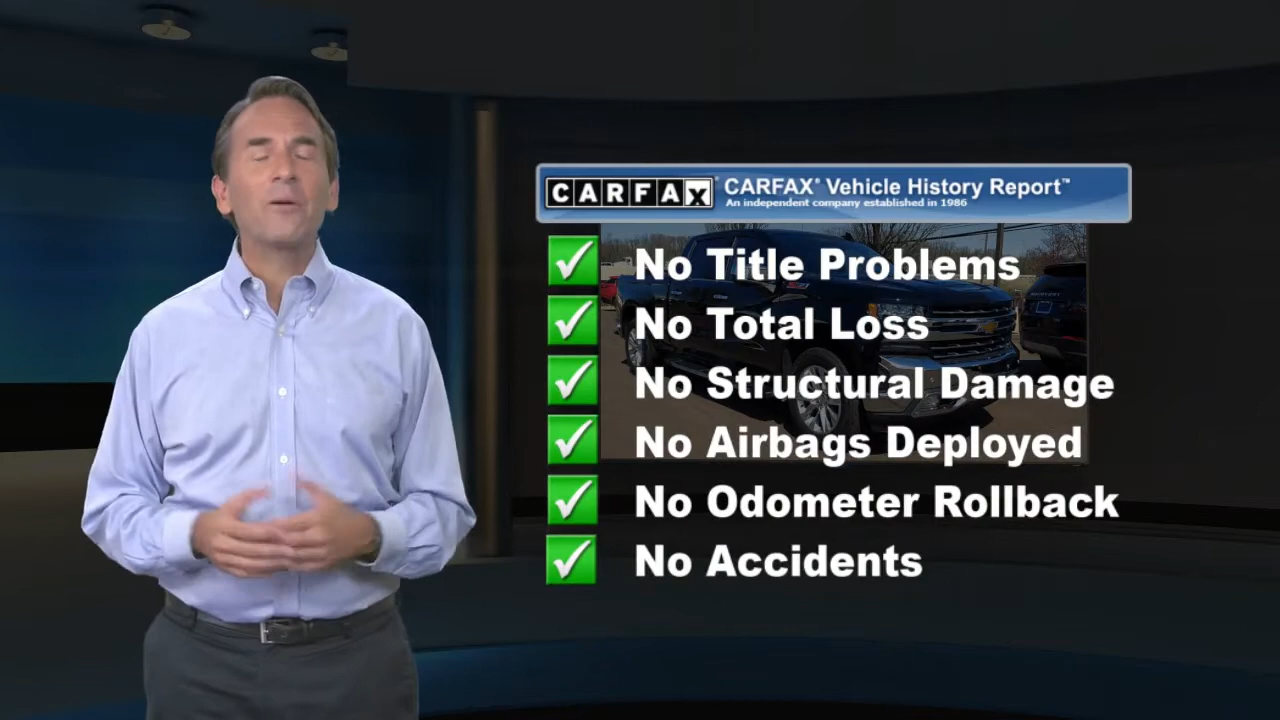 CARFAX
CARFAX® Vehicle History Report™
An independent company established in 1986
No Title Problems
No Total Loss
No Structural Damage
No Airbags Deployed
No Odometer Rollback
No Accidents